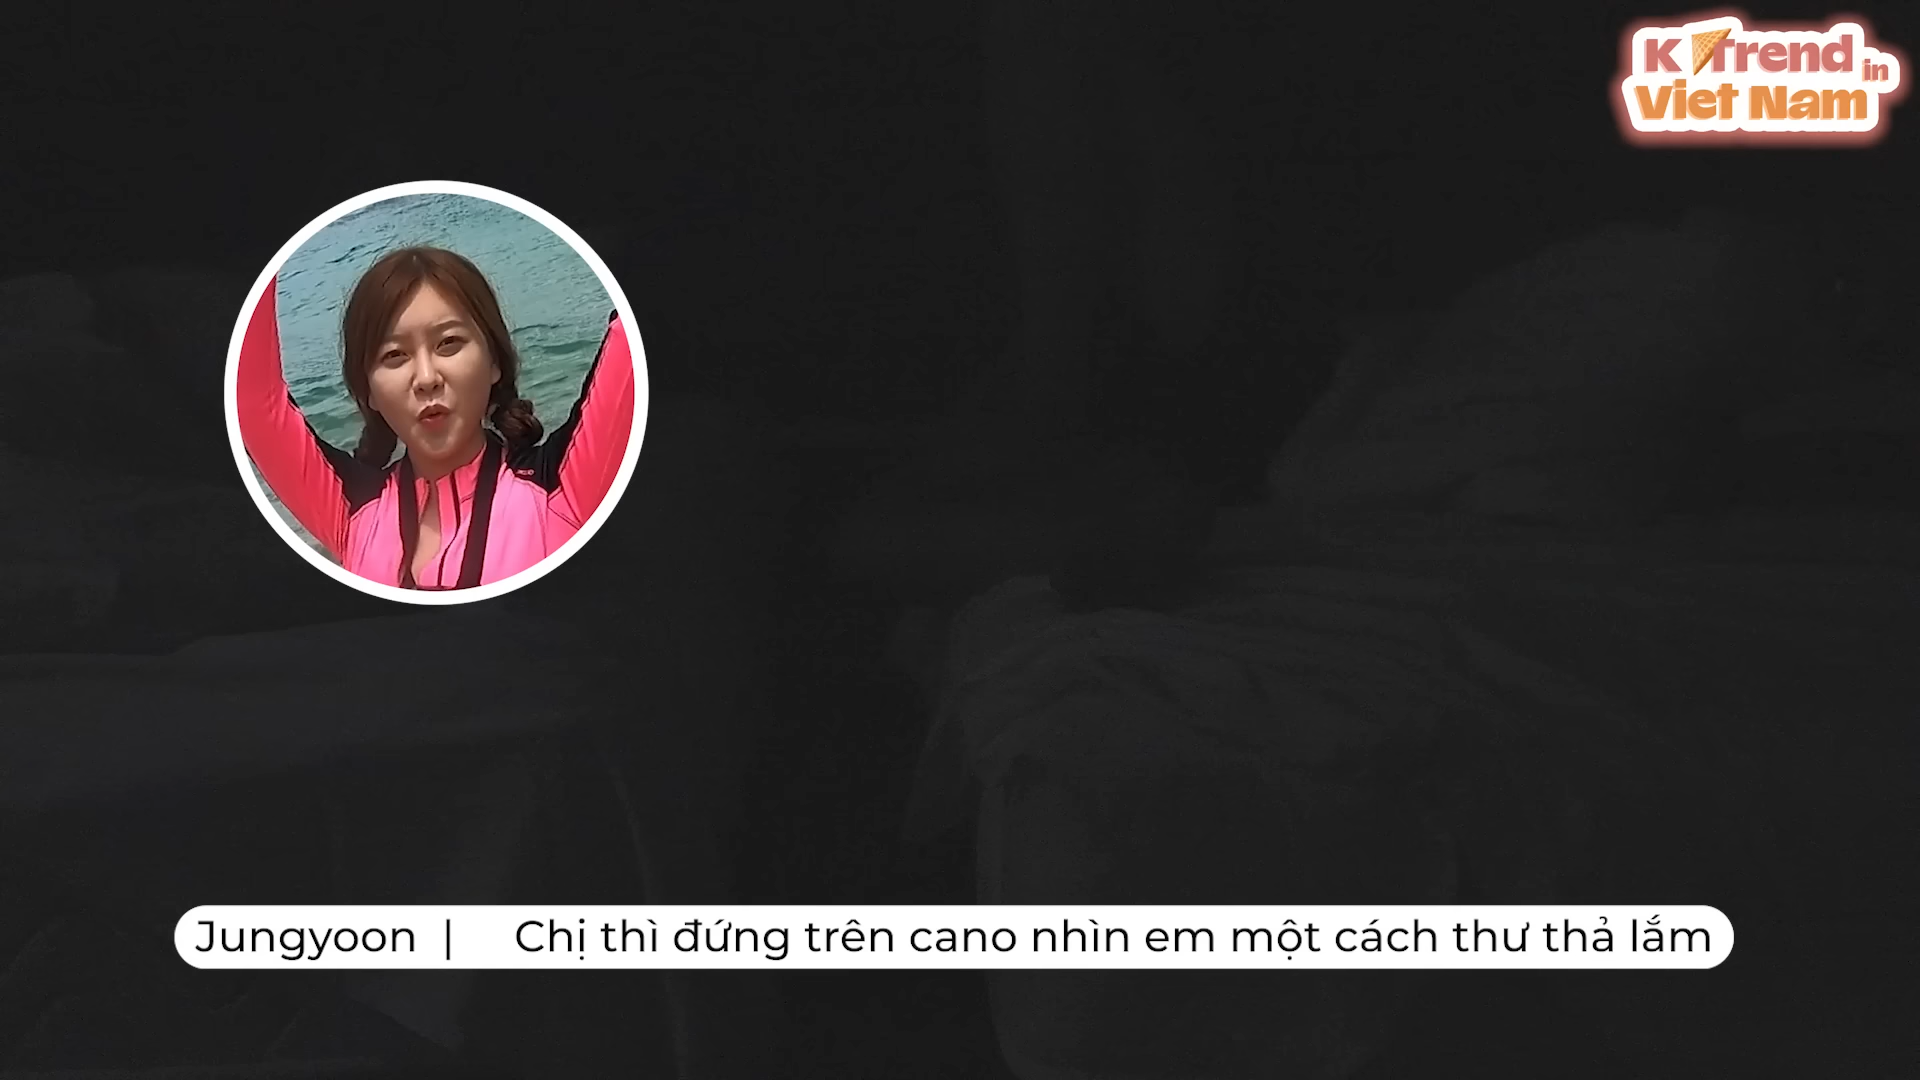 K Trend in
Viet Nam
Jungyoon | Chị thì đứng trên cano nhìn em một cách thư thả lắm